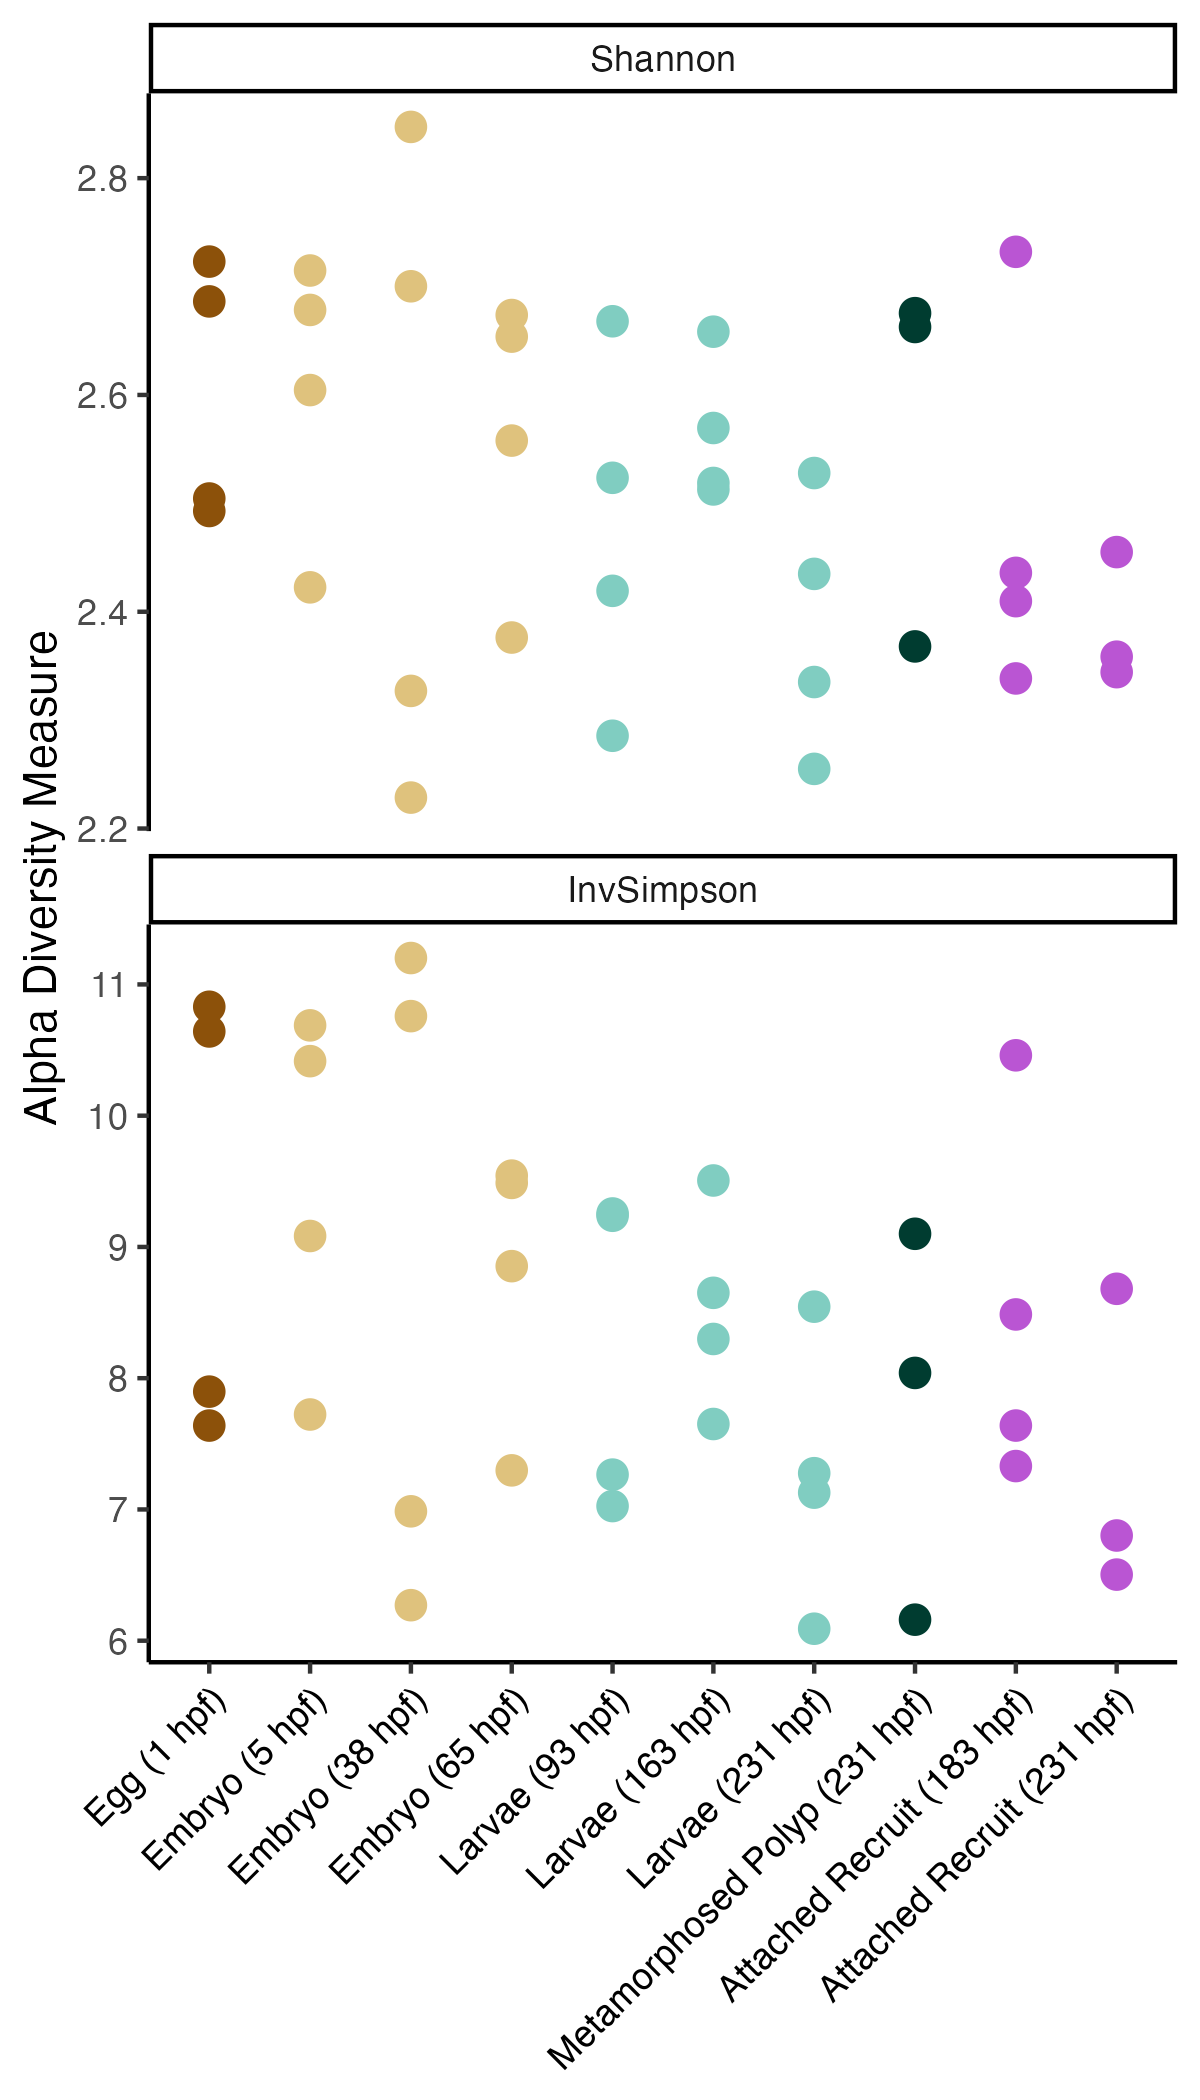 Shannon
2.8
2.6
2.4
2.2
Alpha Diversity Measure
InvSimpson
11
10
9
8
7
6
Egg (1 hpf)
Embryo (5 hpf)
Embryo (38 hpf)
Embryo (65 hpf)
Larvae (93 hpf)
Larvae (163 hpf)
Larvae (231 hpf)
Metamorphosed Polyp (231 hpf)
Attached Recruit (183 hpf)
Attached Recruit (231 hpf)